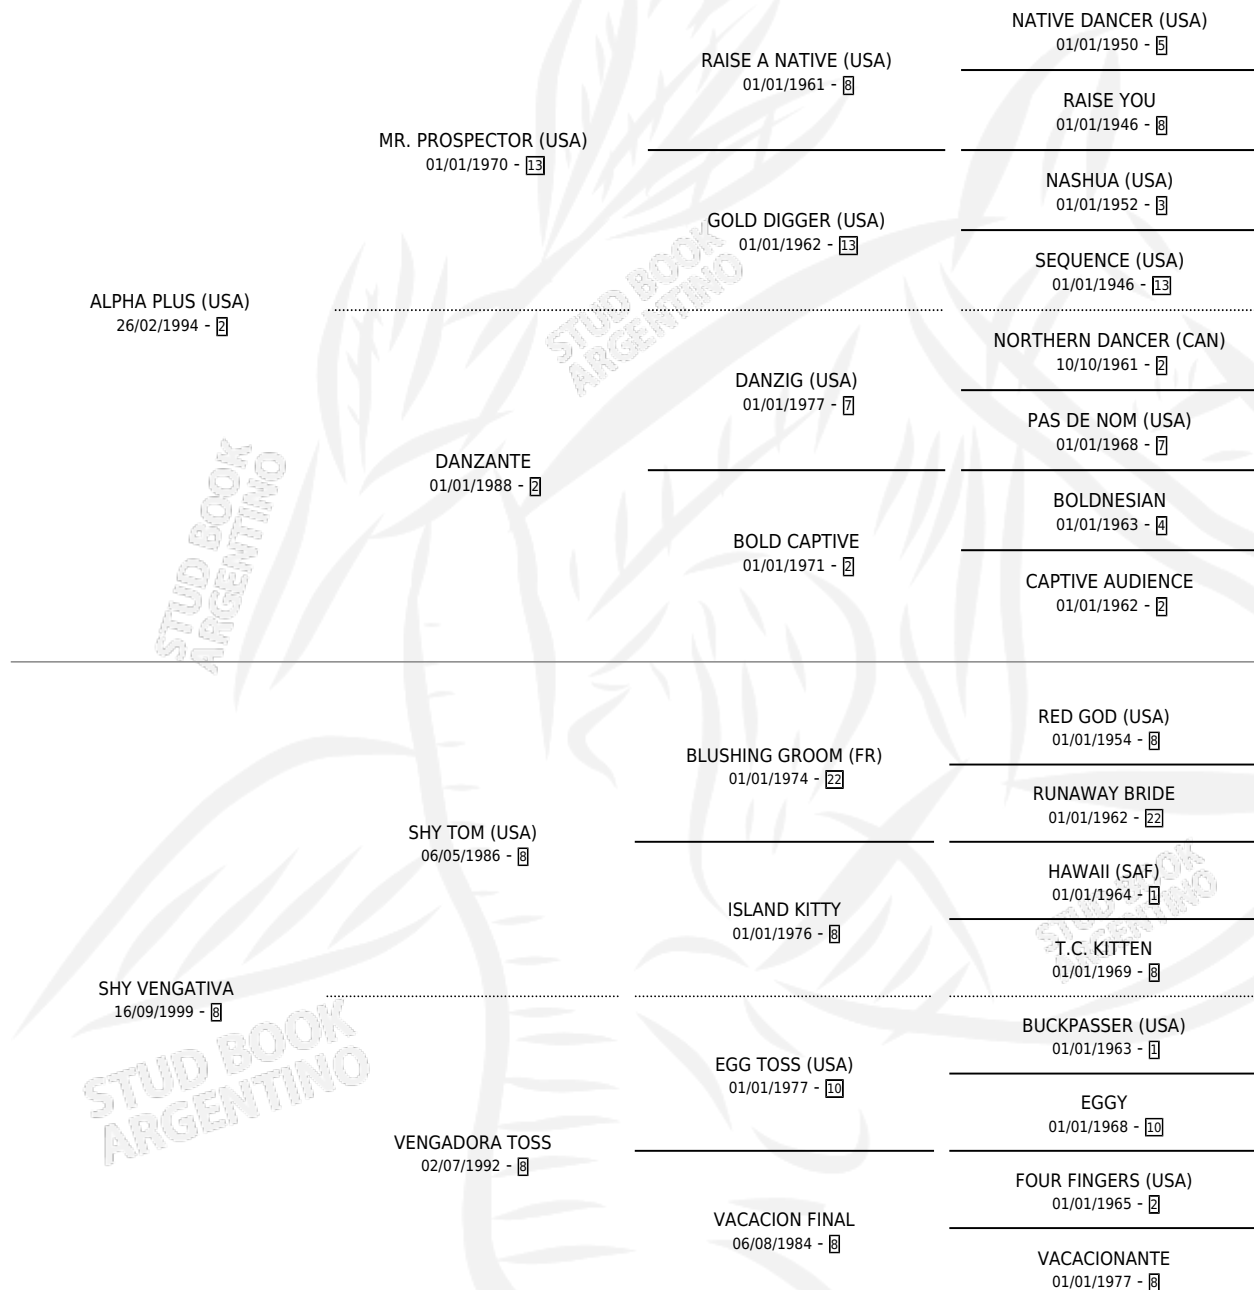 NATIVE DANCER (USA)
01/01/1950 - 5
RAISE A NATIVE (USA)
01/01/1961 - 8
RAISE YOU
01/01/1946 - 8
MR. PROSPECTOR (USA)
01/01/1970 - 13
NASHUA (USA)
01/01/1952 - 3
GOLD DIGGER (USA)
01/01/1962 - 13
SEQUENCE (USA)
01/01/1946 - 13
ALPHA PLUS (USA)
26/02/1994 - 2
STUD BOOK
ARGENTINO
NORTHERN DANCER (CAN)
10/10/1961 - 2
DANZIG (USA)
01/01/1977 - 7
PAS DE NOM (USA)
01/01/1968 - 7
DANZANTE
01/01/1988 - 2
BOLDNESIAN
01/01/1963 - 4
BOLD CAPTIVE
01/01/1971 - 2
CAPTIVE AUDIENCE
01/01/1962 - 2
STUD BOOK
ARGENTINO
RED GOD (USA)
01/01/1954 - 8
BLUSHING GROOM (FR)
01/01/1974 - 22
RUNAWAY BRIDE
01/01/1962 - 22
SHY TOM (USA)
06/05/1986 - 8
HAWAII (SAF)
01/01/1964 - 1
ISLAND KITTY
01/01/1976 - 8
STUD BOOK
ARGENTINO
T.C. KITTEN
01/01/1969 - 8
SHY VENGATIVA
16/09/1999 - 8
STUD BOOK
ARGENTINO
BUCKPASSER (USA)
01/01/1963 - 1
EGG TOSS (USA)
01/01/1977 - 10
EGGY
01/01/1968 - 10
VENGADORA TOSS
02/07/1992 - 8
FOUR FINGERS (USA)
01/01/1965 - 2
VACACION FINAL
06/08/1984 - 8
VACACIONANTE
01/01/1977 - 8